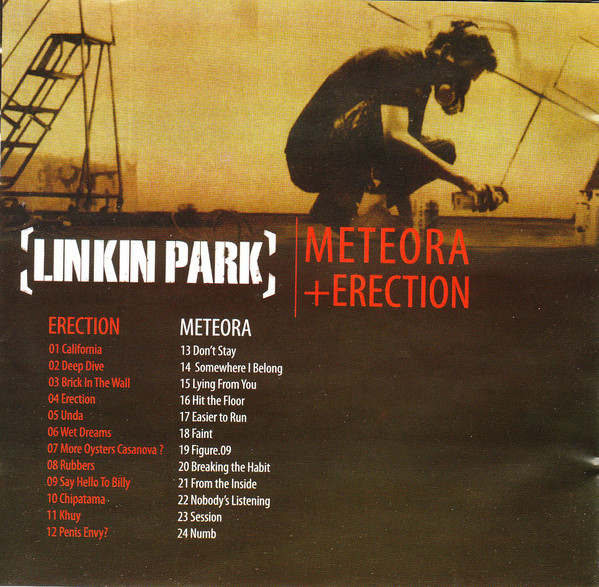 [LINKIN PARK]
METEORA
+ERECTION
ERECTION
01 California
02 Deep Dive
03 Brick In The Wall
04 Erection
05 Unda
06 Wet Dreams
07 More Oysters Casanova ?
08 Rubbers
09 Say Hello To Billy
10 Chipatama
11 Khuy
12 Penis Envy?
METEORA
13 Don't Stay
14 Somewhere I Belong
15 Lying From You
16 Hit the Floor
17 Easier to Run
18 Faint
19 Figure.09
20 Breaking the Habit
21 From the Inside
22 Nobody's Listening
23 Session
24 Numb